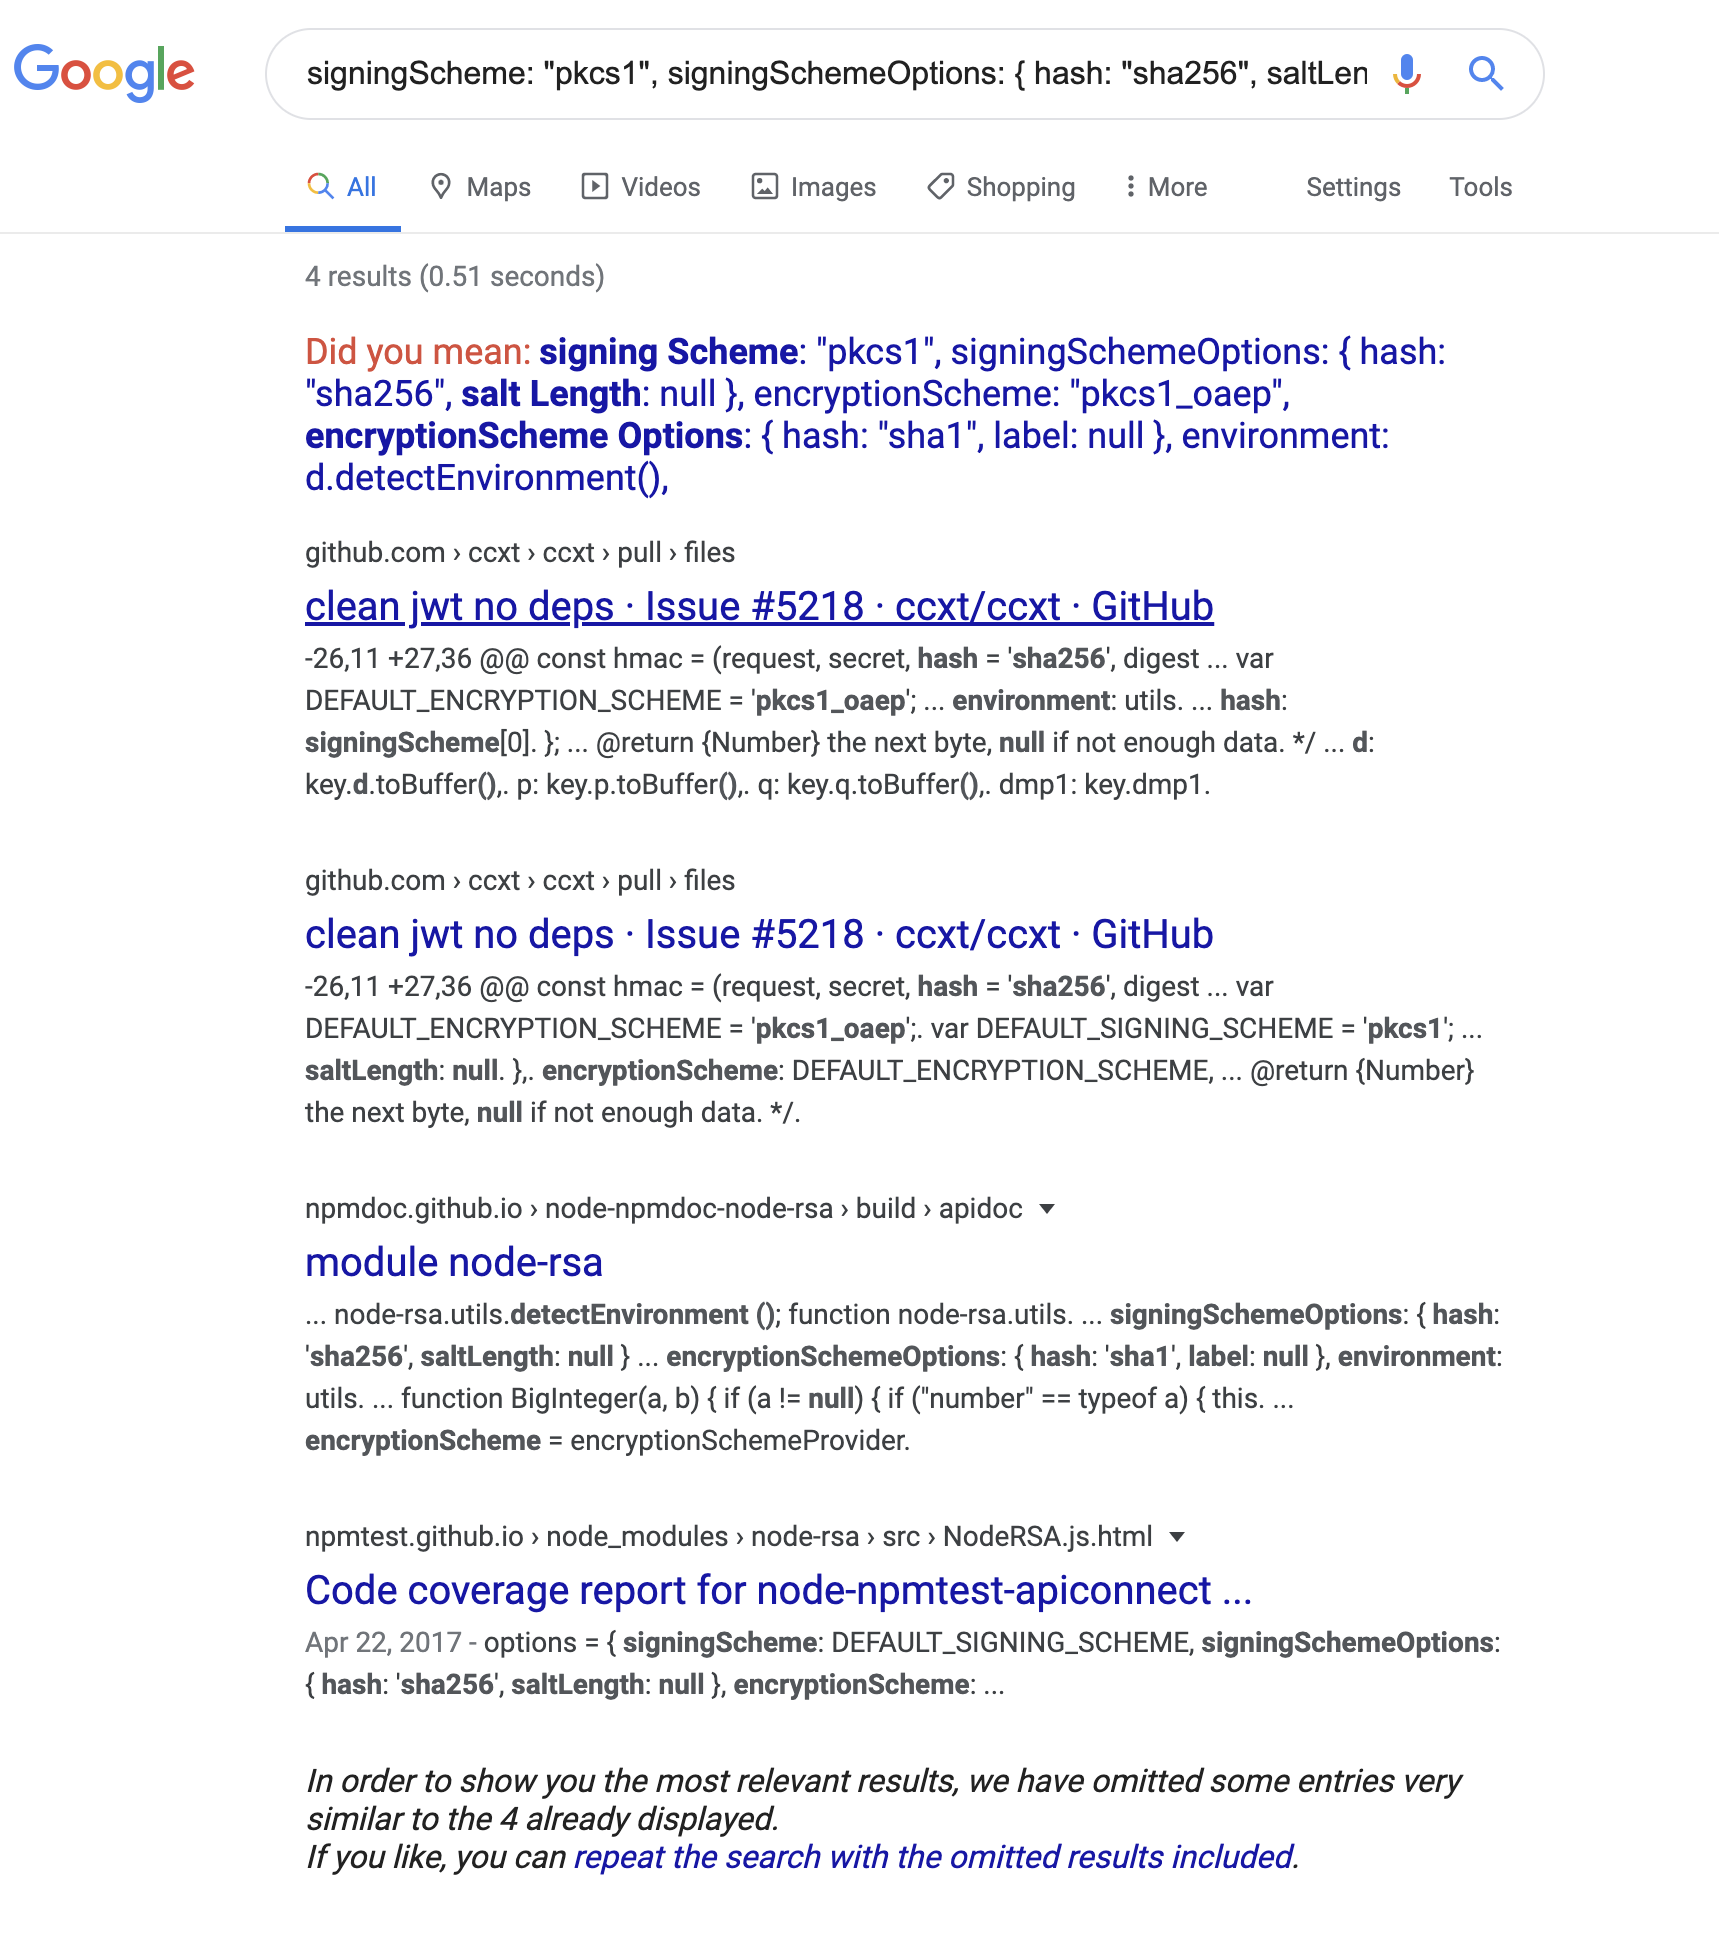 Google
signingScheme: "pkcs1", signingSchemeOptions: { hash: "sha256", saltLen
All Maps Videos Images Shopping More Settings Tools
4 results (0.51 seconds)
Did you mean: signing Scheme: "pkcs1", signingSchemeOptions: { hash:
"sha256", salt Length: null }, encryptionScheme: "pkcs1_oaep",
encryptionScheme Options: { hash: "sha1", label: null }, environment:
d.detectEnvironment(),
github.com › ccxt › ccxt › pull › files
clean jwt no deps · Issue #5218 · ccxt/ccxt · GitHub
-26,11 +27,36 @@ const hmac = (request, secret, hash = 'sha256', digest ... var
DEFAULT_ENCRYPTION_SCHEME = 'pkcs1_oaep'; ... environment: utils. ... hash:
signingScheme[0]. }; ... @return {Number} the next byte, null if not enough data. */ ... d:
key.d.toBuffer(),. p: key.p.toBuffer(),. q: key.q.toBuffer(),. dmp1: key.dmp1.
github.com › ccxt › ccxt › pull › files
clean jwt no deps · Issue #5218 · ccxt/ccxt · GitHub
-26,11 +27,36 @@ const hmac = (request, secret, hash = 'sha256', digest ... var
DEFAULT_ENCRYPTION_SCHEME = 'pkcs1_oaep';. var DEFAULT_SIGNING_SCHEME = 'pkcs1'; ...
saltLength: null. },. encryptionScheme: DEFAULT_ENCRYPTION_SCHEME, ... @return {Number}
the next byte, null if not enough data. */.
npmdoc.github.io › node-npmdoc-node-rsa › build › apidoc
module node-rsa
... node-rsa.utils.detectEnvironment (); function node-rsa.utils. ... signingSchemeOptions: { hash:
'sha256', saltLength: null } ... encryptionSchemeOptions: { hash: 'sha1', label: null }, environment:
utils. ... function BigInteger(a, b) { if (a != null) { if ("number" == typeof a) { this. ...
encryptionScheme = encryptionSchemeProvider.
npmtest.github.io › node_modules › node-rsa › src › NodeRSA.js.html
Code coverage report for node-npmtest-apiconnect ...
Apr 22, 2017 - options = { signingScheme: DEFAULT_SIGNING_SCHEME, signingSchemeOptions:
{ hash: 'sha256', saltLength: null }, encryptionScheme: ...
In order to show you the most relevant results, we have omitted some entries very
similar to the 4 already displayed.
If you like, you can repeat the search with the omitted results included.